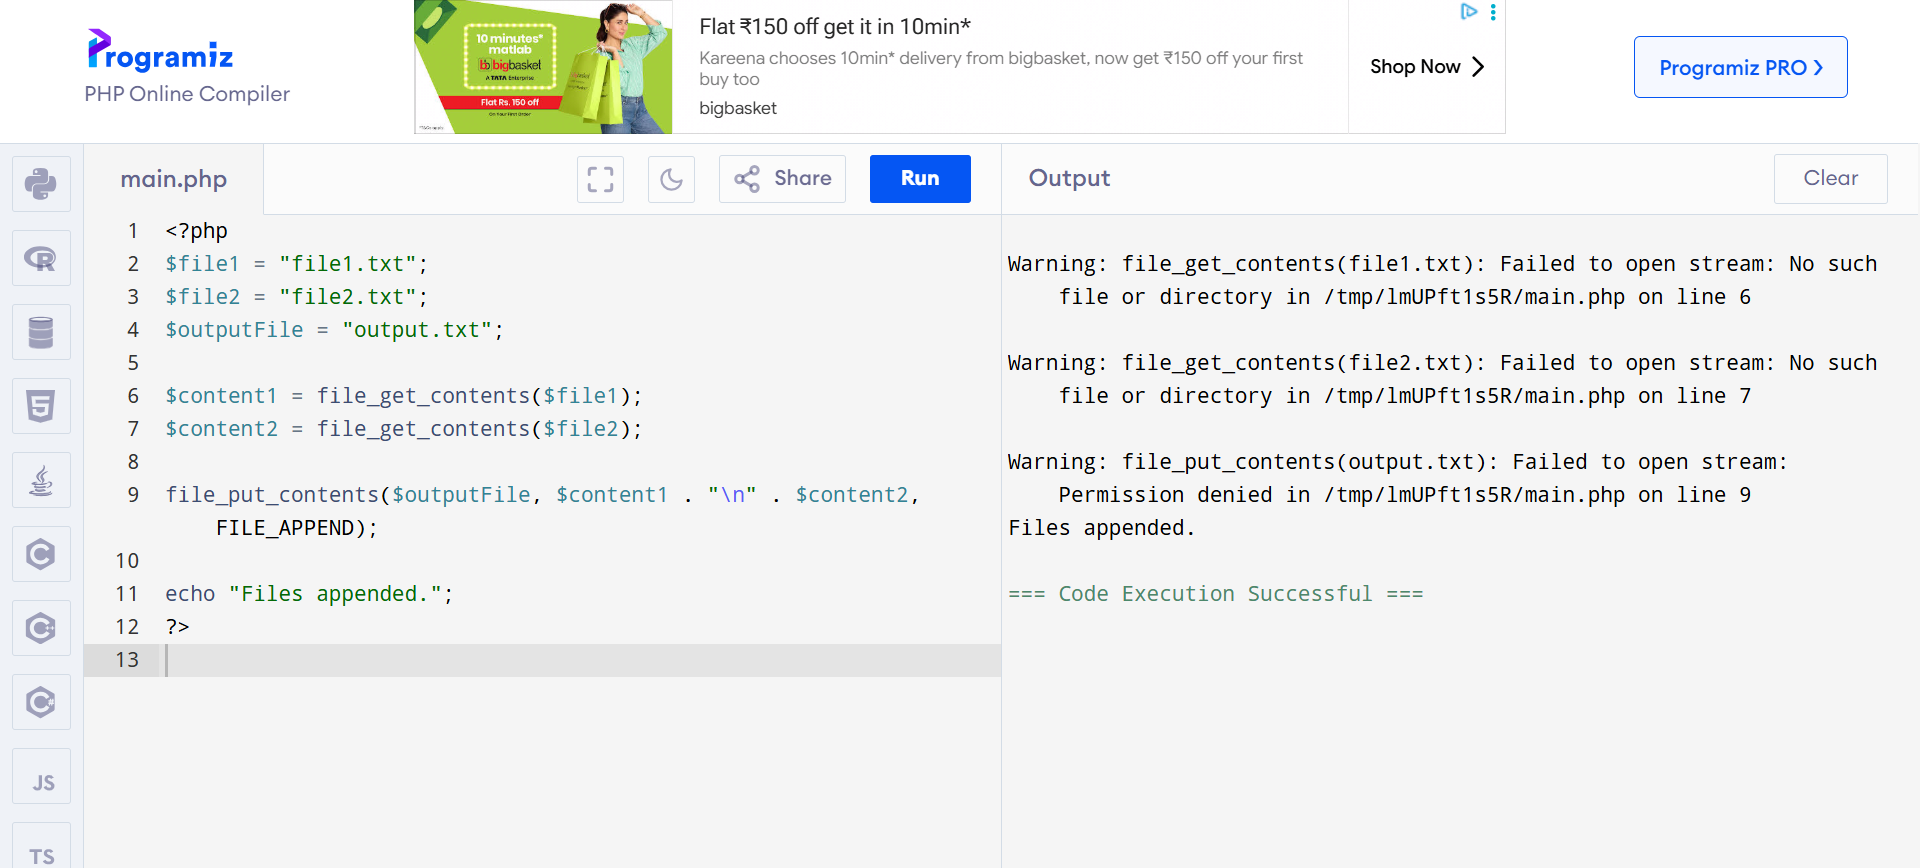 Programiz
PHP Online Compiler
10 minutes*
matlab
bb bigbasket
A TATA Enterprise
Flat Rs. 150 off
On Your First Order
*T&Cs apply
Flat ₹150 off get it in 10min*
Kareena chooses 10min* delivery from bigbasket, now get ₹150 off your first
buy too
bigbasket
Shop Now
Programiz PRO
main.php
Share
Run
Output
Clear
1 <?php
2 $file1 = "file1.txt";
3 $file2 = "file2.txt";
4 $outputFile = "output.txt";
5
6 $content1 = file_get_contents($file1);
7 $content2 = file_get_contents($file2);
8
9 file_put_contents($outputFile, $content1 . "\n" . $content2,
FILE_APPEND);
10
11 echo "Files appended.";
12 ?>
13
Warning: file_get_contents(file1.txt): Failed to open stream: No such
file or directory in /tmp/lmUPft1s5R/main.php on line 6
Warning: file_get_contents(file2.txt): Failed to open stream: No such
file or directory in /tmp/lmUPft1s5R/main.php on line 7
Warning: file_put_contents(output.txt): Failed to open stream:
Permission denied in /tmp/lmUPft1s5R/main.php on line 9
Files appended.
=== Code Execution Successful ===
R
5
C
C++
C#
JS
TS